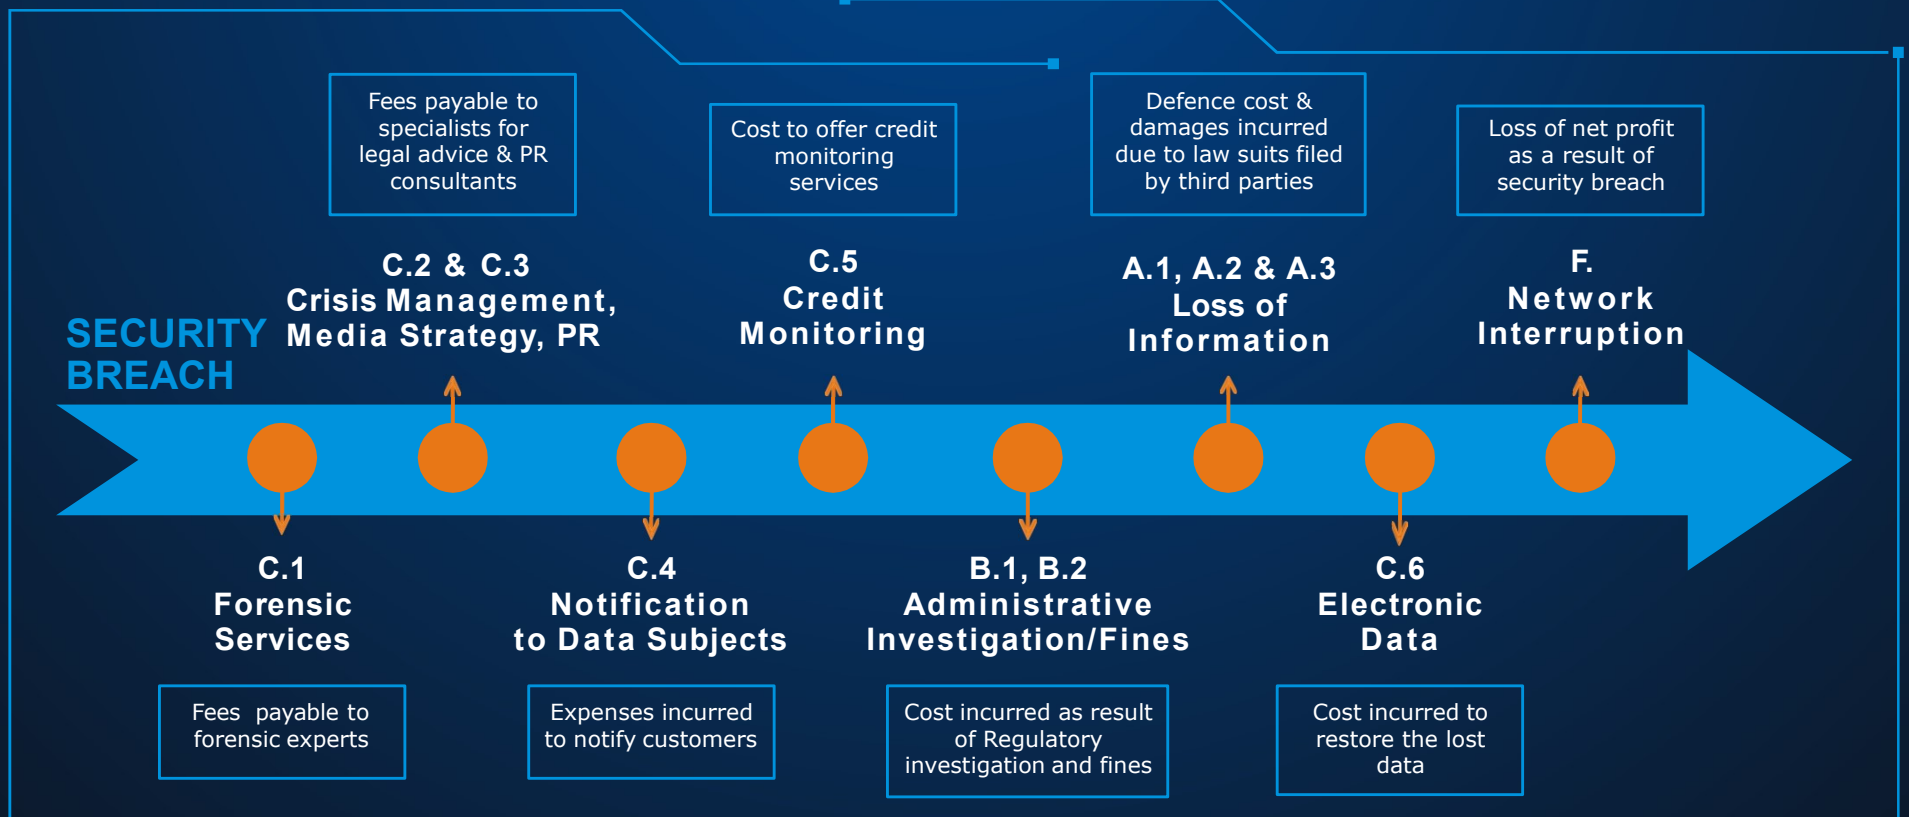 Fees payable to
specialists for
legal advice & PR
consultants
Cost to offer credit
monitoring
services
Defence cost &
damages incurred
due to law suits filed
by third parties
Loss of net profit
as a result of
security breach
C.2 & C.3
Crisis Management,
Media Strategy, PR
C.5
Credit
Monitoring
A.1, A.2 & A.3
Loss of
Information
F.
Network
Interruption
SECURITY
BREACH
C.1
Forensic
Services
C.4
Notification
to Data Subjects
B.1, B.2
Administrative
Investigation/Fines
C.6
Electronic
Data
Fees payable to
forensic experts
Expenses incurred
to notify customers
Cost incurred as result
of Regulatory
investigation and fines
Cost incurred to
restore the lost
data